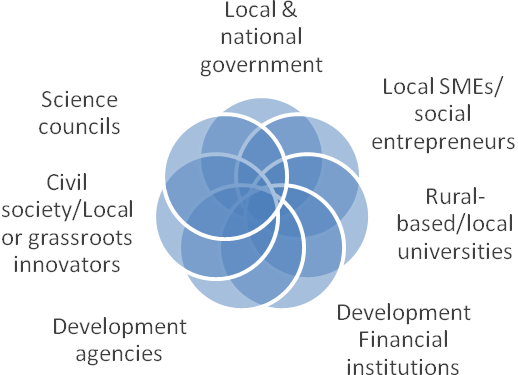 Local &
national
government
Local SMEs/
social
entrepreneurs
Rural-
based/local
universities
Development
Financial
institutions
Development
agencies
Civil
society/Local
or grassroots
innovators
Science
councils